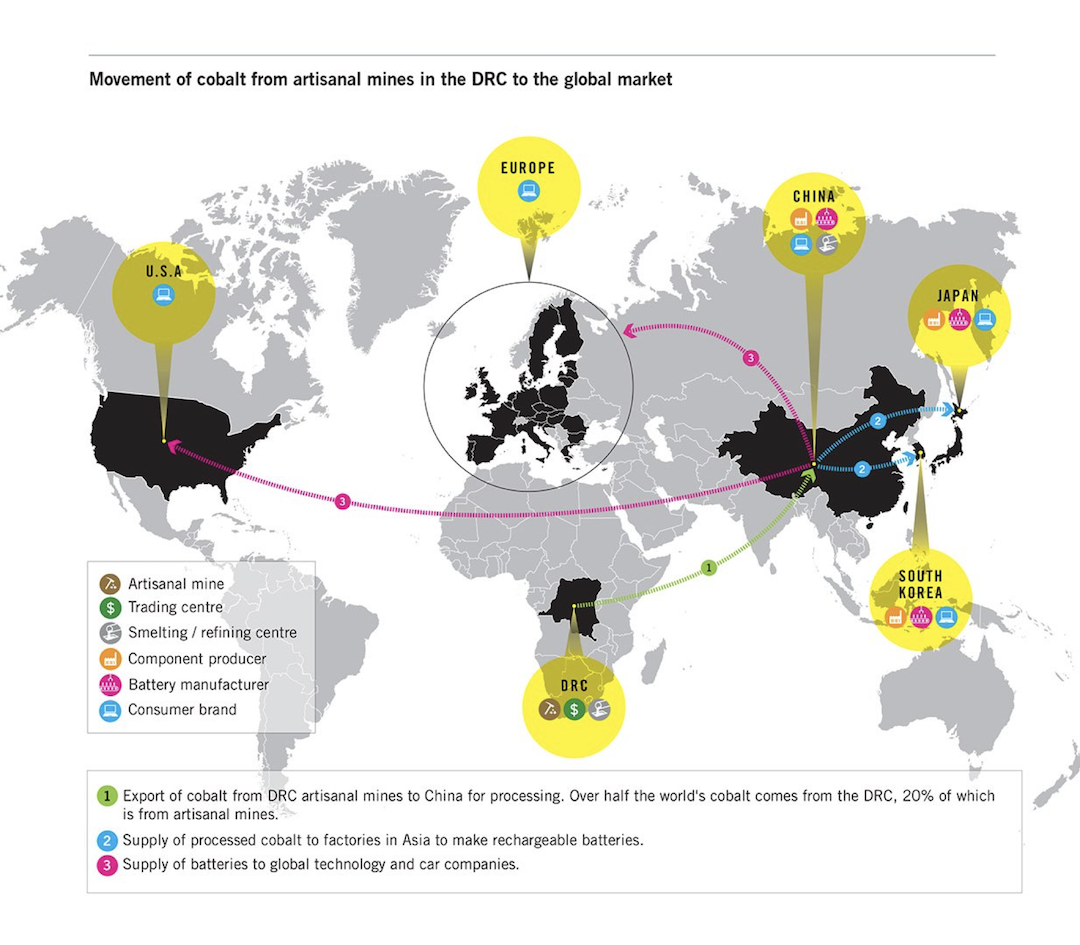 Movement of cobalt from artisanal mines in the DRC to the global market
EUROPE
CHINA
U.S.A
JAPAN
3
2
2
3
1
SOUTH
KOREA
DRC
$
Artisanal mine
$ Trading centre
Smelting / refining centre
Component producer
Battery manufacturer
Consumer brand
1 Export of cobalt from DRC artisanal mines to China for processing. Over half the world's cobalt comes from the DRC, 20% of which
is from artisanal mines.
2 Supply of processed cobalt to factories in Asia to make rechargeable batteries.
3 Supply of batteries to global technology and car companies.